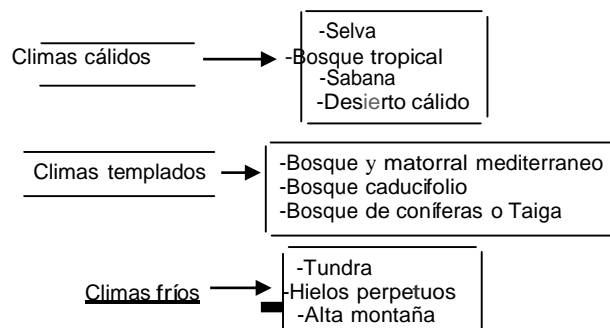 Climas cálidos
-Selva
-Bosque tropical
-Sabana
-Desierto cálido
Climas templados
-Bosque y matorral mediterraneo
-Bosque caducifolio
-Bosque de coníferas o Taiga
Climas fríos
-Tundra
-Hielos perpetuos
-Alta montaña